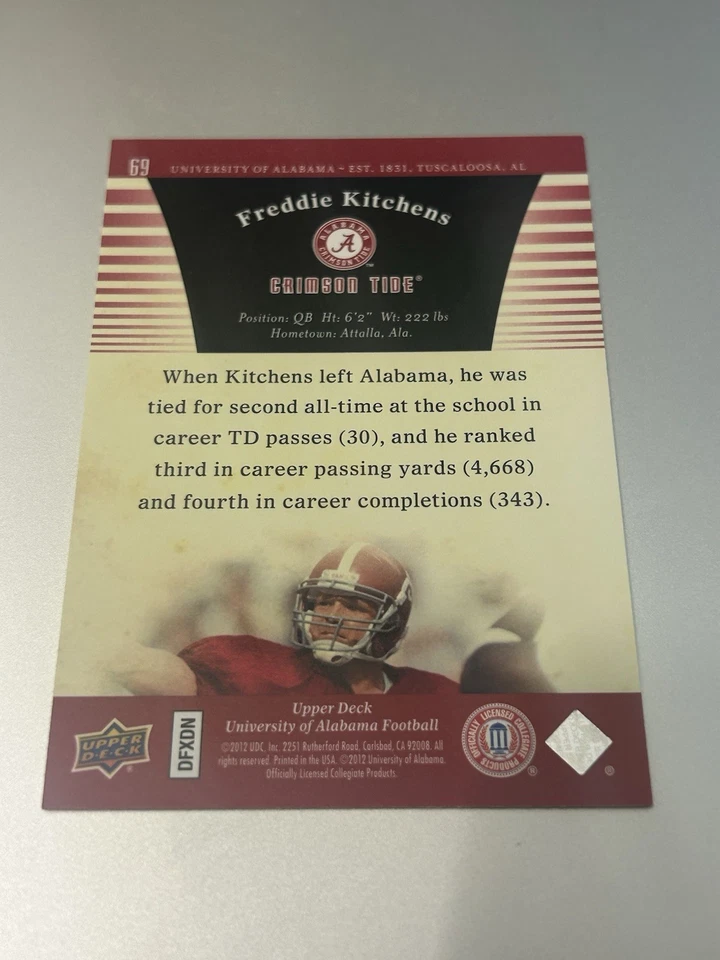 69 UNIVERSITY OF ALABAMA ~ EST. 1831, TUSCALOOSA, AL
Freddie Kitchens
ALABAMA
A
CRIMSON TIDE
™
CRIMSON TIDE®
Position: QB Ht: 6'2" Wt: 222 lbs
Hometown: Attalla, Ala.
When Kitchens left Alabama, he was
tied for second all-time at the school in
career TD passes (30), and he ranked
third in career passing yards (4,668)
and fourth in career completions (343).
Upper Deck
University of Alabama Football
©2012 UDC, Inc. 2251 Rutherford Road, Carlsbad, CA 92008. All
rights reserved. Printed in the USA. ©2012 University of Alabama.
Officially Licensed Collegiate Products.
UPPER
D·E·C·K
®
DFXDN
OFFICIALLY LICENSED COLLEGIATE PRODUCTS
®
®